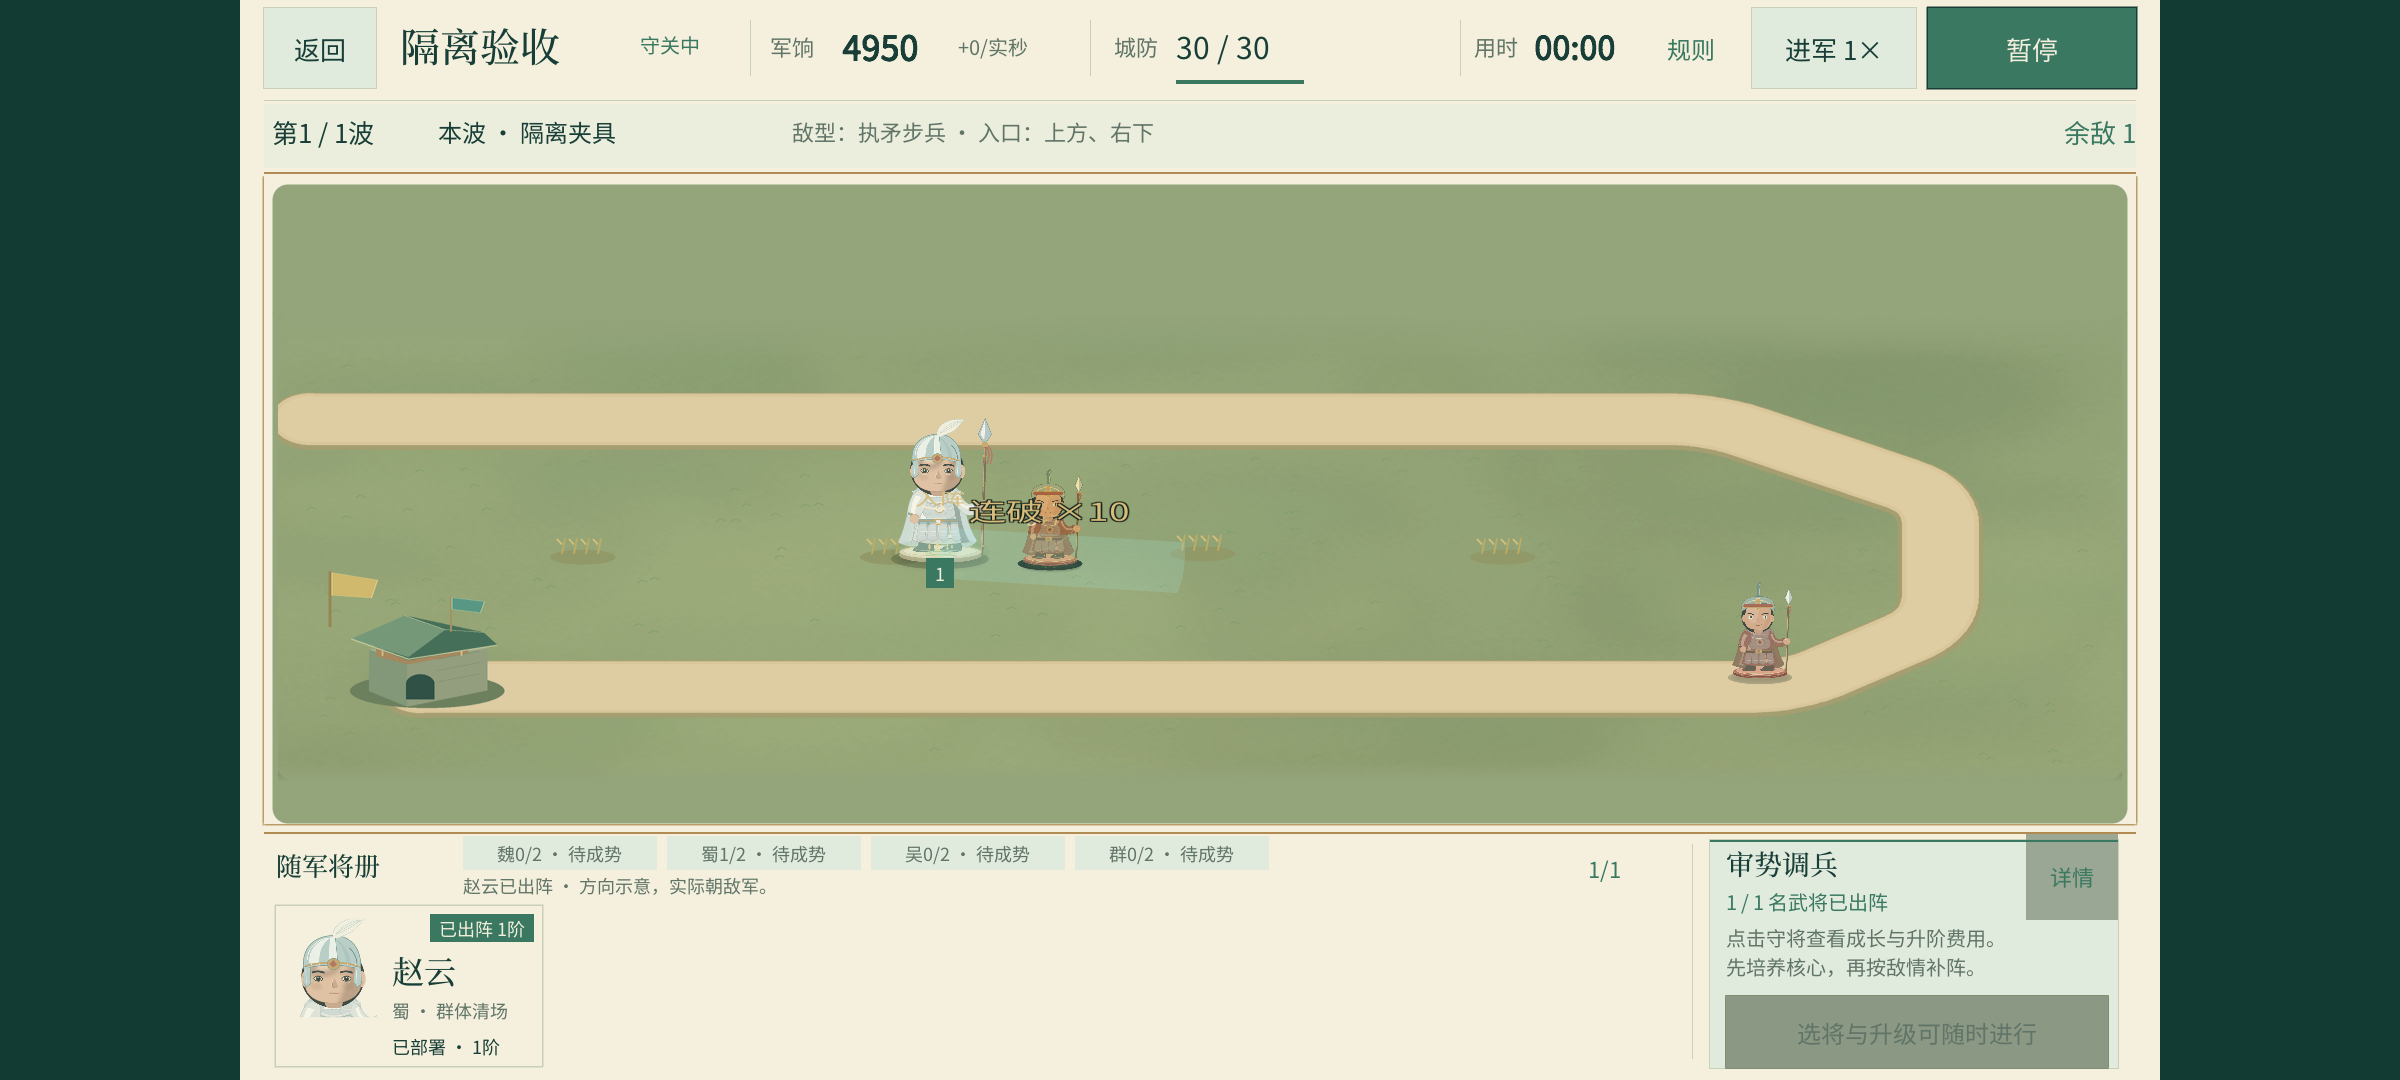 返回
隔离验收
守关中
军饷 4950 +0/实秒
城防 30 / 30
用时 00:00
规则
进军 1×
暂停
第1 / 1波
本波 · 隔离夹具
敌型：执矛步兵 · 入口：上方、右下
余敌 1
连破 ×10
1
随军将册
魏0/2 · 待成势
蜀1/2 · 待成势
吴0/2 · 待成势
群0/2 · 待成势
赵云已出阵 · 方向示意，实际朝敌军。
1/1
已出阵 1阶
赵云
蜀 · 群体清场
已部署 · 1阶
审势调兵
详情
1 / 1 名武将已出阵
点击守将查看成长与升阶费用。
先培养核心，再按敌情补阵。
选将与升级可随时进行